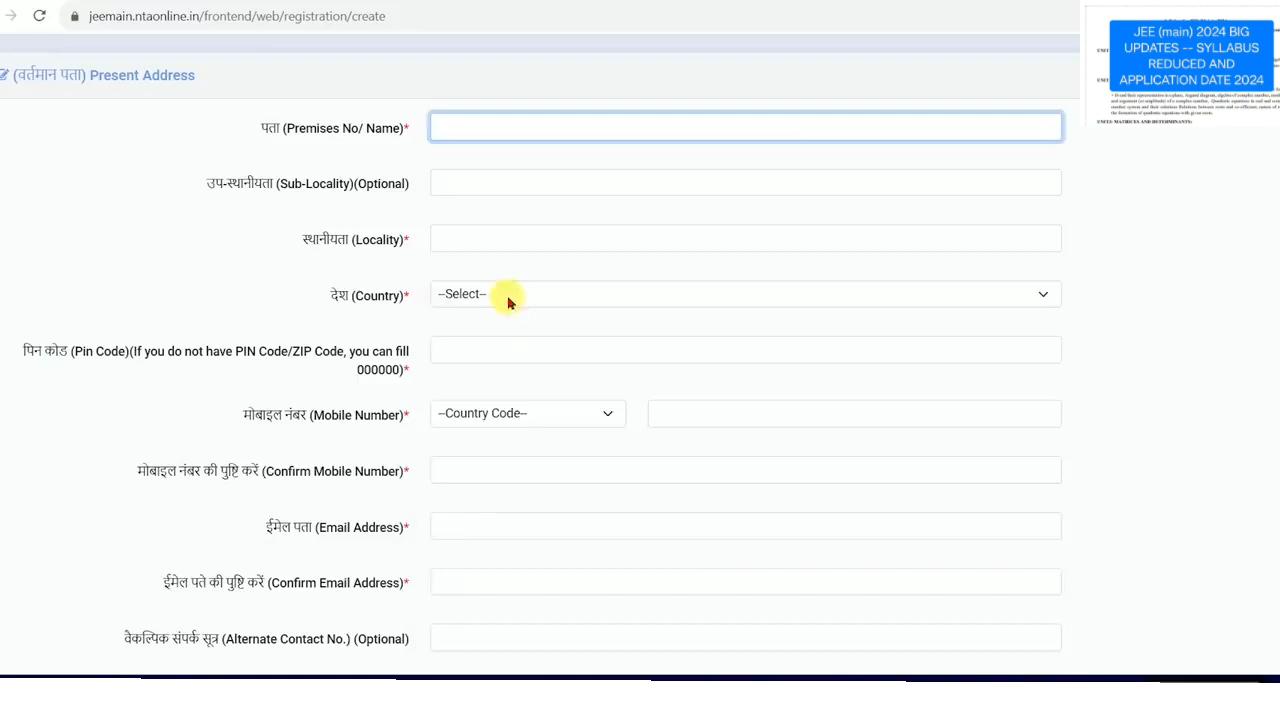 jeemain.ntaonline.in/frontend/web/registration/create
JEE (main) 2024 BIG
UPDATES -- SYLLABUS
REDUCED AND
APPLICATION DATE 2024
(वर्तमान पता) Present Address
पता (Premises No/ Name)*
उप-स्थानीयता (Sub-Locality)(Optional)
स्थानीयता (Locality)*
देश (Country)*
--Select--
पिन कोड (Pin Code)(If you do not have PIN Code/ZIP Code, you can fill
000000)*
मोबाइल नंबर (Mobile Number)*
--Country Code--
मोबाइल नंबर की पुष्टि करें (Confirm Mobile Number)*
ईमेल पता (Email Address)*
ईमेल पते की पुष्टि करें (Confirm Email Address)*
वैकल्पिक संपर्क सूत्र (Alternate Contact No.) (Optional)